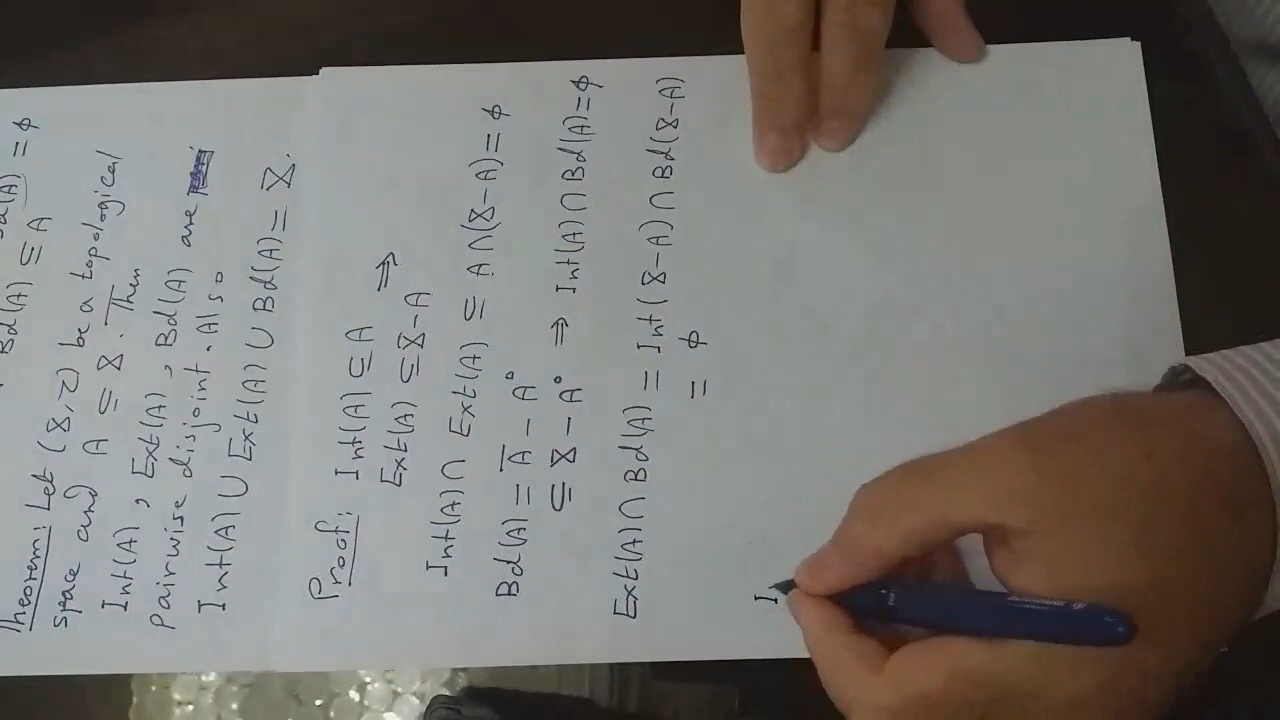 Bd(A) ⊆ A
Theorem: Let (X,τ) be a topological
space and A ⊆ X. Then
Int(A), Ext(A), Bd(A) are
pairwise disjoint. Also
Int(A) ∪ Ext(A) ∪ Bd(A) = X.
Proof: Int(A) ⊆ A
Ext(A) ⊆ X-A ⇒
Int(A) ∩ Ext(A) ⊆ A ∩ (X-A) = φ
Bd(A) = A̅ - A°
⊆ X - A° ⇒ Int(A) ∩ Bd(A) = φ
Ext(A) ∩ Bd(A) = Int(X-A) ∩ Bd(X-A)
= φ
I